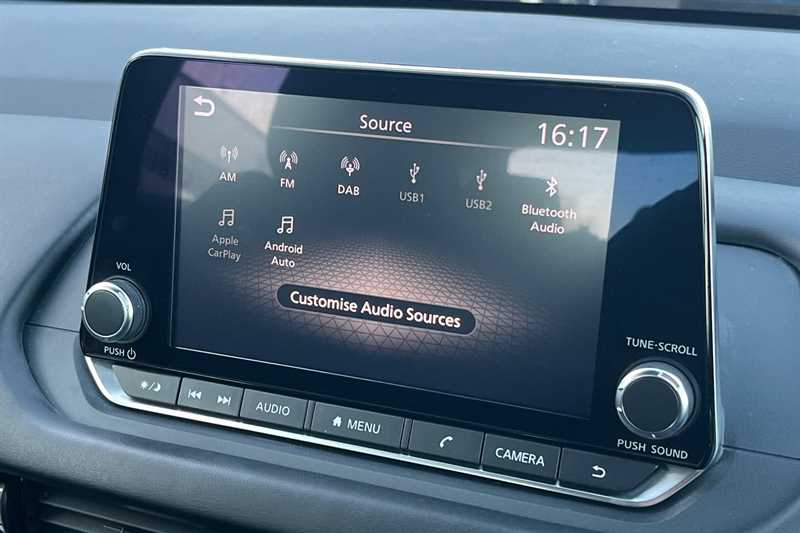 Source
16:17
AM
FM
DAB
USB1
USB2
Bluetooth
Audio
Apple
CarPlay
Android
Auto
Customise Audio Sources
VOL
PUSH
TUNE-SCROLL
PUSH SOUND
AUDIO
MENU
CAMERA